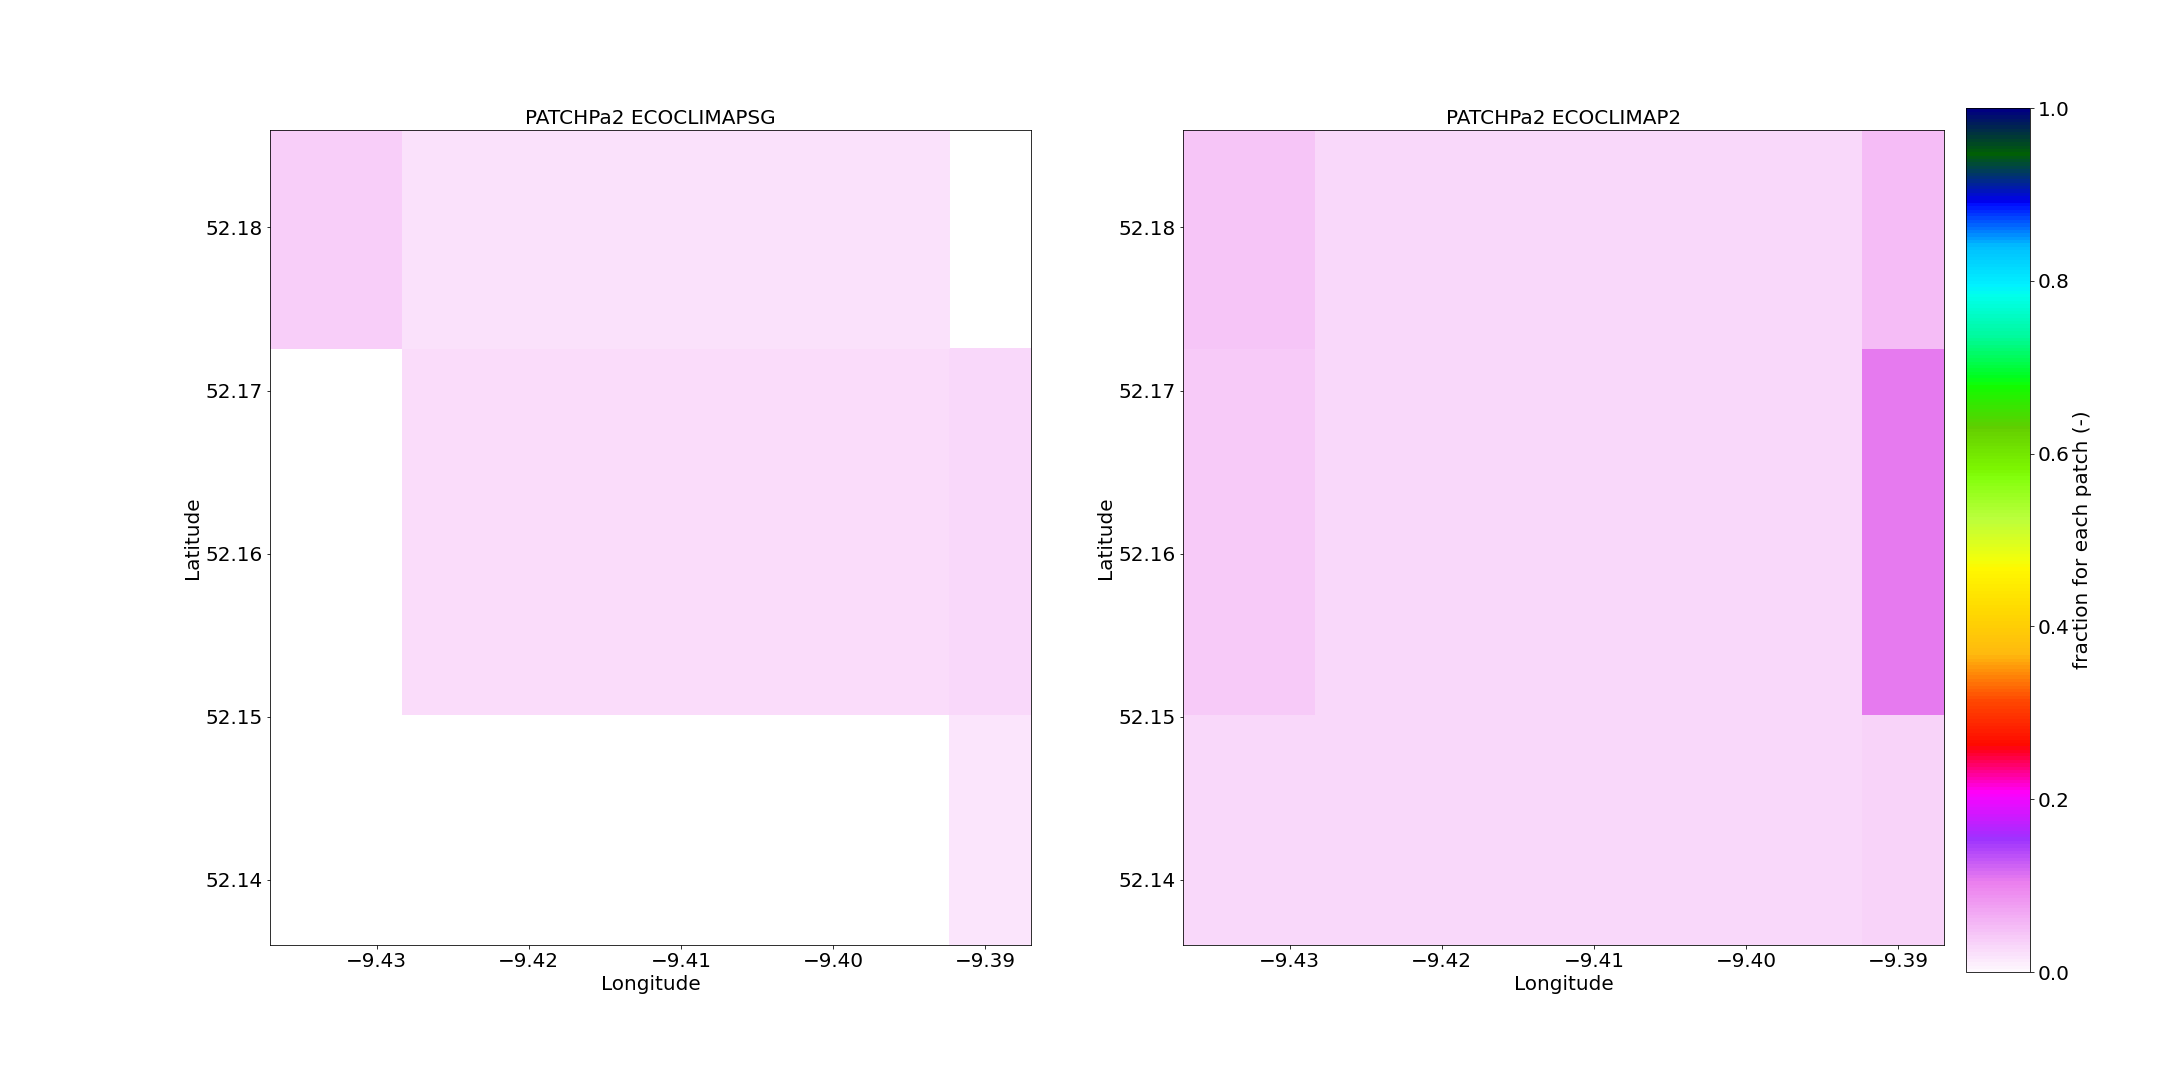 PATCHPa2 ECOCLIMAPSG
52.18
52.17
52.16
52.15
52.14
Latitude
−9.43 −9.42 −9.41 −9.40 −9.39
Longitude
PATCHPa2 ECOCLIMAP2
52.18
52.17
52.16
52.15
52.14
Latitude
−9.43 −9.42 −9.41 −9.40 −9.39
Longitude
1.0
0.8
0.6
0.4
0.2
0.0
fraction for each patch (-)